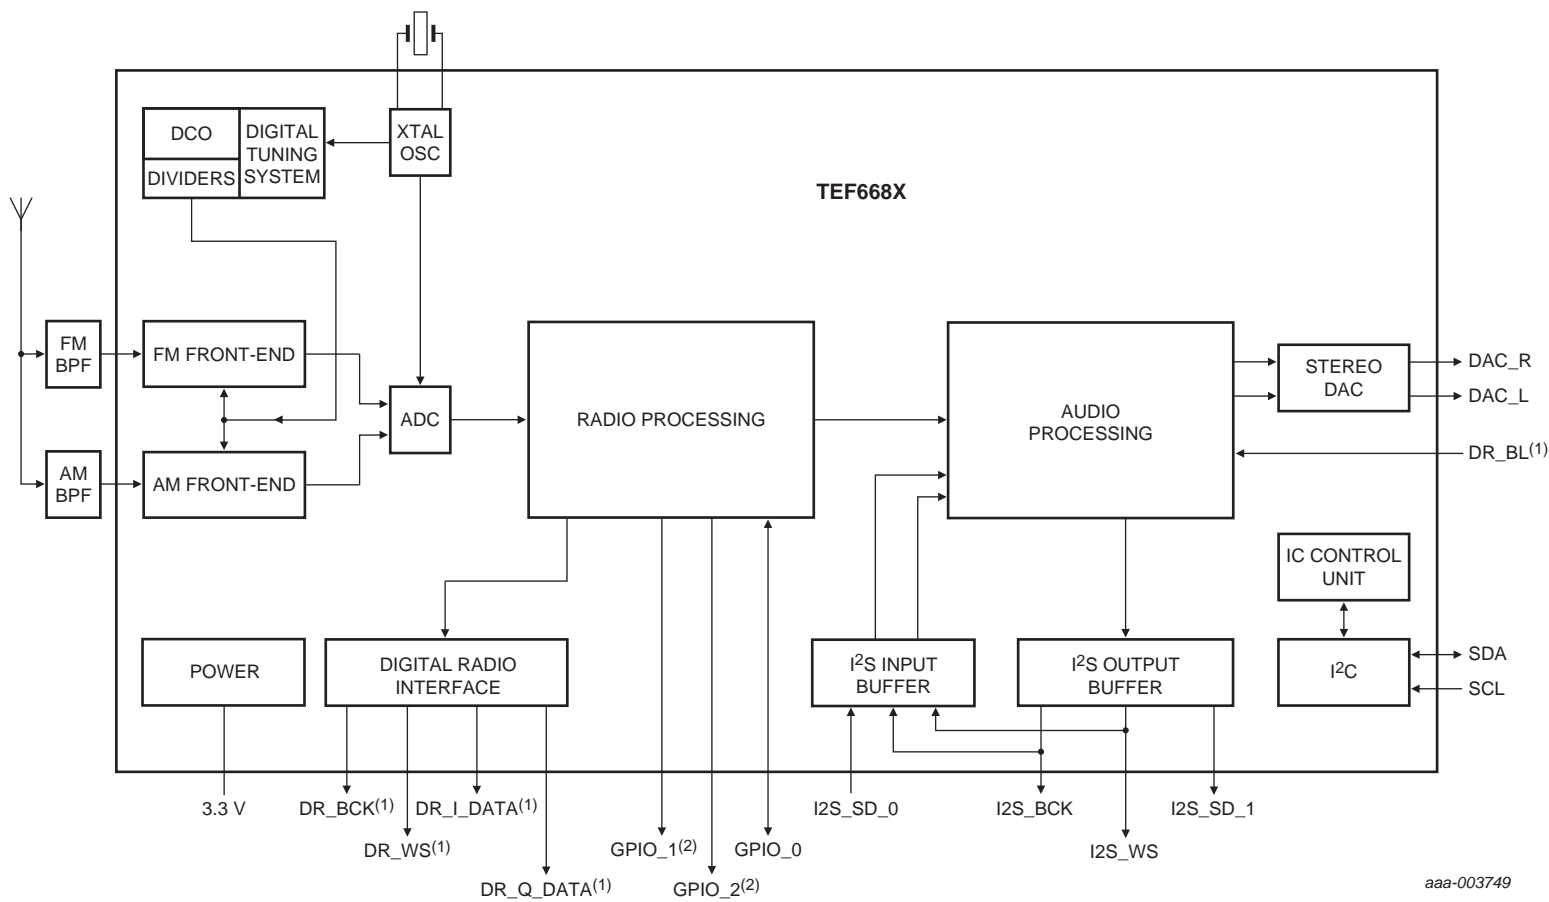 DCO
DIVIDERS
DIGITAL
TUNING
SYSTEM
XTAL
OSC
TEF668X
FM
BPF
FM FRONT-END
AM
BPF
AM FRONT-END
ADC
RADIO PROCESSING
AUDIO
PROCESSING
STEREO
DAC
DAC_R
DAC_L
DR_BL(1)
IC CONTROL
UNIT
POWER
DIGITAL RADIO
INTERFACE
I2S INPUT
BUFFER
I2S OUTPUT
BUFFER
I2C
SDA
SCL
3.3 V
DR_BCK(1)
DR_I_DATA(1)
DR_WS(1)
DR_Q_DATA(1)
GPIO_1(2)
GPIO_0
GPIO_2(2)
I2S_SD_0
I2S_BCK
I2S_SD_1
I2S_WS
aaa-003749